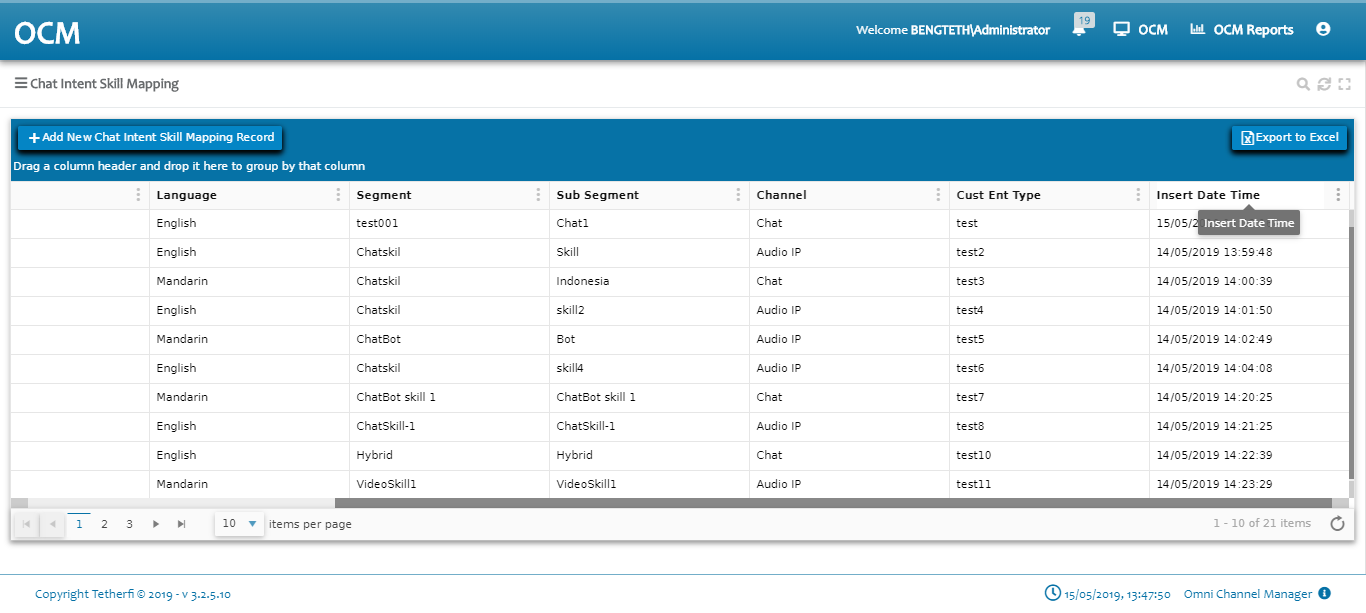 OCM
Welcome BENGTETH\Administrator
19
OCM
OCM Reports
Chat Intent Skill Mapping
Add New Chat Intent Skill Mapping Record
Export to Excel
Drag a column header and drop it here to group by that column
Language Segment Sub Segment Channel Cust Ent Type Insert Date Time
English test001 Chat1 Chat test 15/05/2
Insert Date Time
English Chatskil Skill Audio IP test2 14/05/2019 13:59:48
Mandarin Chatskil Indonesia Chat test3 14/05/2019 14:00:39
English Chatskil skill2 Audio IP test4 14/05/2019 14:01:50
Mandarin ChatBot Bot Audio IP test5 14/05/2019 14:02:49
English Chatskil skill4 Audio IP test6 14/05/2019 14:04:08
Mandarin ChatBot skill 1 ChatBot skill 1 Chat test7 14/05/2019 14:20:25
English ChatSkill-1 ChatSkill-1 Audio IP test8 14/05/2019 14:21:25
English Hybrid Hybrid Chat test10 14/05/2019 14:22:39
Mandarin VideoSkill1 VideoSkill1 Audio IP test11 14/05/2019 14:23:29
1 2 3 10 items per page 1 - 10 of 21 items
Copyright Tetherfi © 2019 - v 3.2.5.10
15/05/2019, 13:47:50 Omni Channel Manager